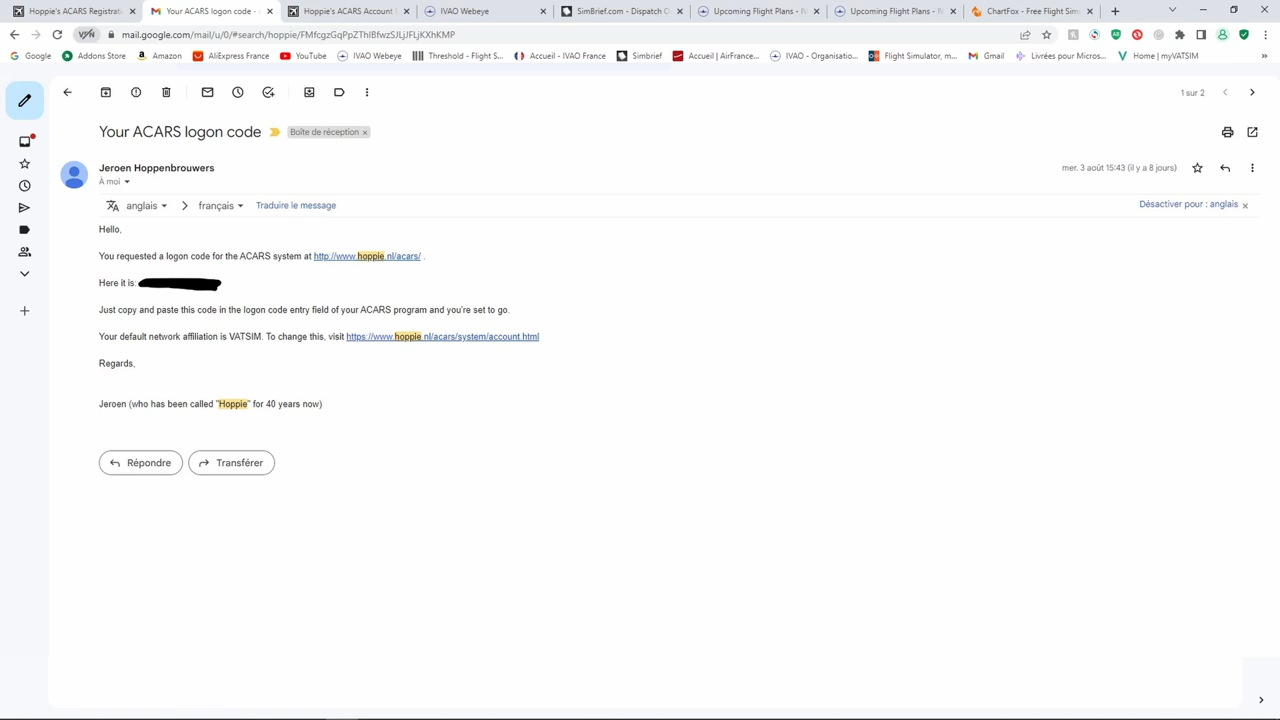 Hoppie's ACARS Registrat
Your ACARS logon code -
Hoppie's ACARS Account
IVAO Webeye
SimBrief.com - Dispatch
Upcoming Flight Plans -
Upcoming Flight Plans -
ChartFox - Free Flight Sim
VPN
mail.google.com/mail/u/0/#search/hoppie/FMfcgzGqPpZThlBfwzSJLjJFLjKXhKMP
Google
Addons Store
Amazon
AliExpress France
YouTube
IVAO Webeye
Threshold - Flight S...
Accueil - IVAO France
Simbrief
Accueil | AirFranc...
IVAO - Organisatio...
Flight Simulator, m...
Gmail
Livrées pour Micros...
Home | myVATSIM
»
1 sur 2
Your ACARS logon code Boîte de réception x
Jeroen Hoppenbrouwers
mer. 3 août 15:43 (il y a 8 jours)
À moi
anglais > français Traduire le message
Désactiver pour : anglais x
Hello,
You requested a logon code for the ACARS system at http://www.hoppie.nl/acars/ .
Here it is:
Just copy and paste this code in the logon code entry field of your ACARS program and you're set to go.
Your default network affiliation is VATSIM. To change this, visit https://www.hoppie.nl/acars/system/account.html
Regards,
Jeroen (who has been called "Hoppie" for 40 years now)
Répondre
Transférer